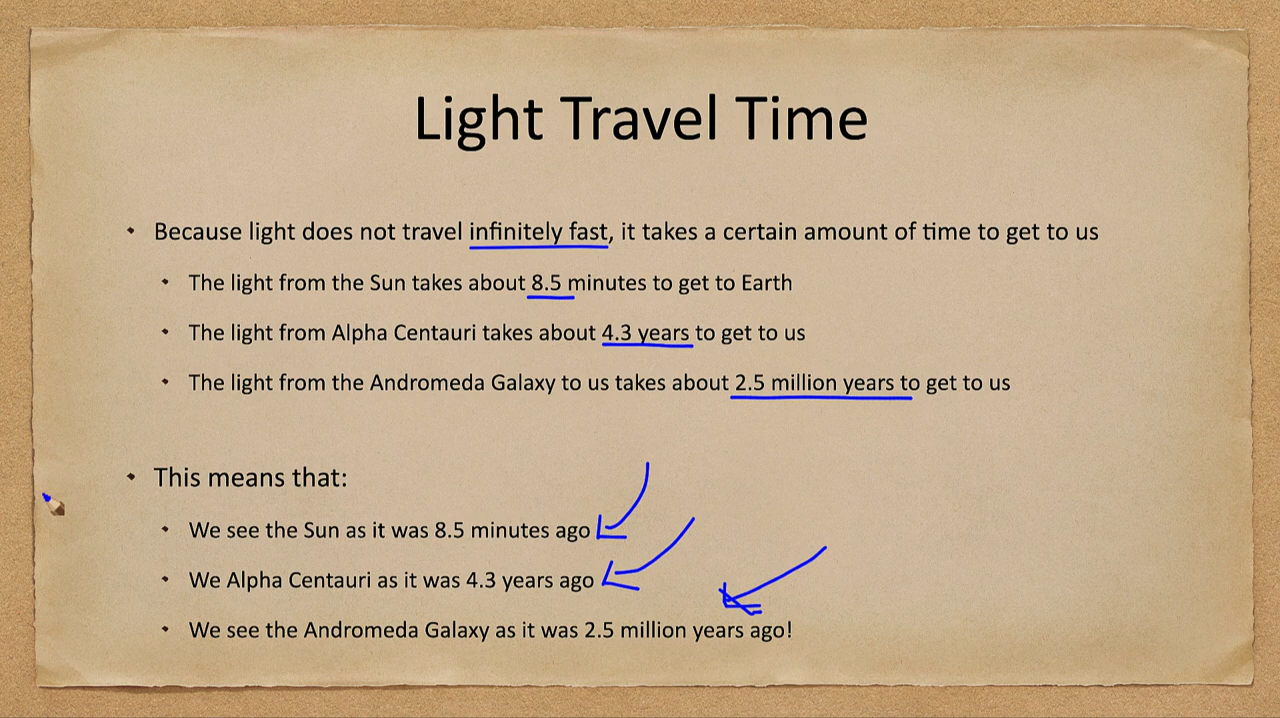 Light Travel Time
• Because light does not travel infinitely fast, it takes a certain amount of time to get to us
• The light from the Sun takes about 8.5 minutes to get to Earth
• The light from Alpha Centauri takes about 4.3 years to get to us
• The light from the Andromeda Galaxy to us takes about 2.5 million years to get to us
• This means that:
• We see the Sun as it was 8.5 minutes ago
• We Alpha Centauri as it was 4.3 years ago
• We see the Andromeda Galaxy as it was 2.5 million years ago!